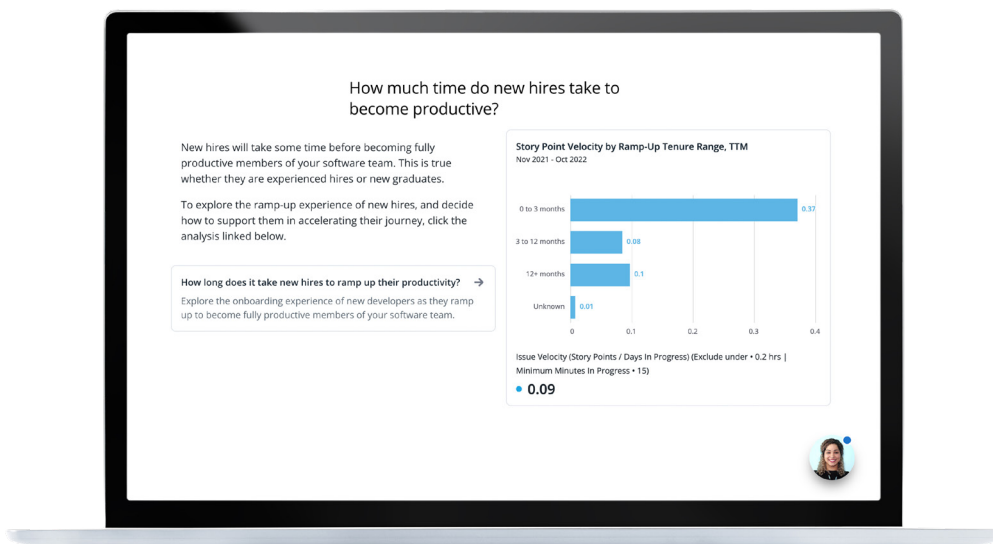 How much time do new hires take to
become productive?
New hires will take some time before becoming fully
productive members of your software team. This is true
whether they are experienced hires or new graduates.
To explore the ramp-up experience of new hires, and decide
how to support them in accelerating their journey, click the
analysis linked below.
How long does it take new hires to ramp up their productivity? →
Explore the onboarding experience of new developers as they ramp
up to become fully productive members of your software team.
Story Point Velocity by Ramp-Up Tenure Range, TTM
Nov 2021 - Oct 2022
0 to 3 months 0.37
3 to 12 months 0.08
12+ months 0.1
Unknown 0.01
0 0.1 0.2 0.3 0.4
Issue Velocity (Story Points / Days In Progress) (Exclude under • 0.2 hrs |
Minimum Minutes In Progress • 15)
• 0.09